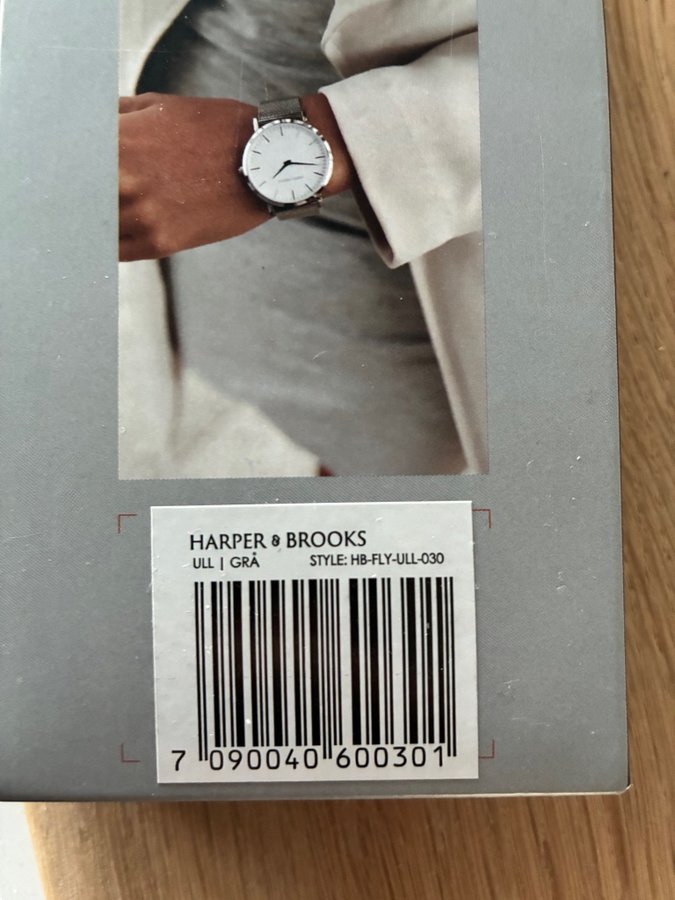 HARPER & BROOKS
ULL | GRÅ STYLE: HB-FLY-ULL-030
7 090040 600301